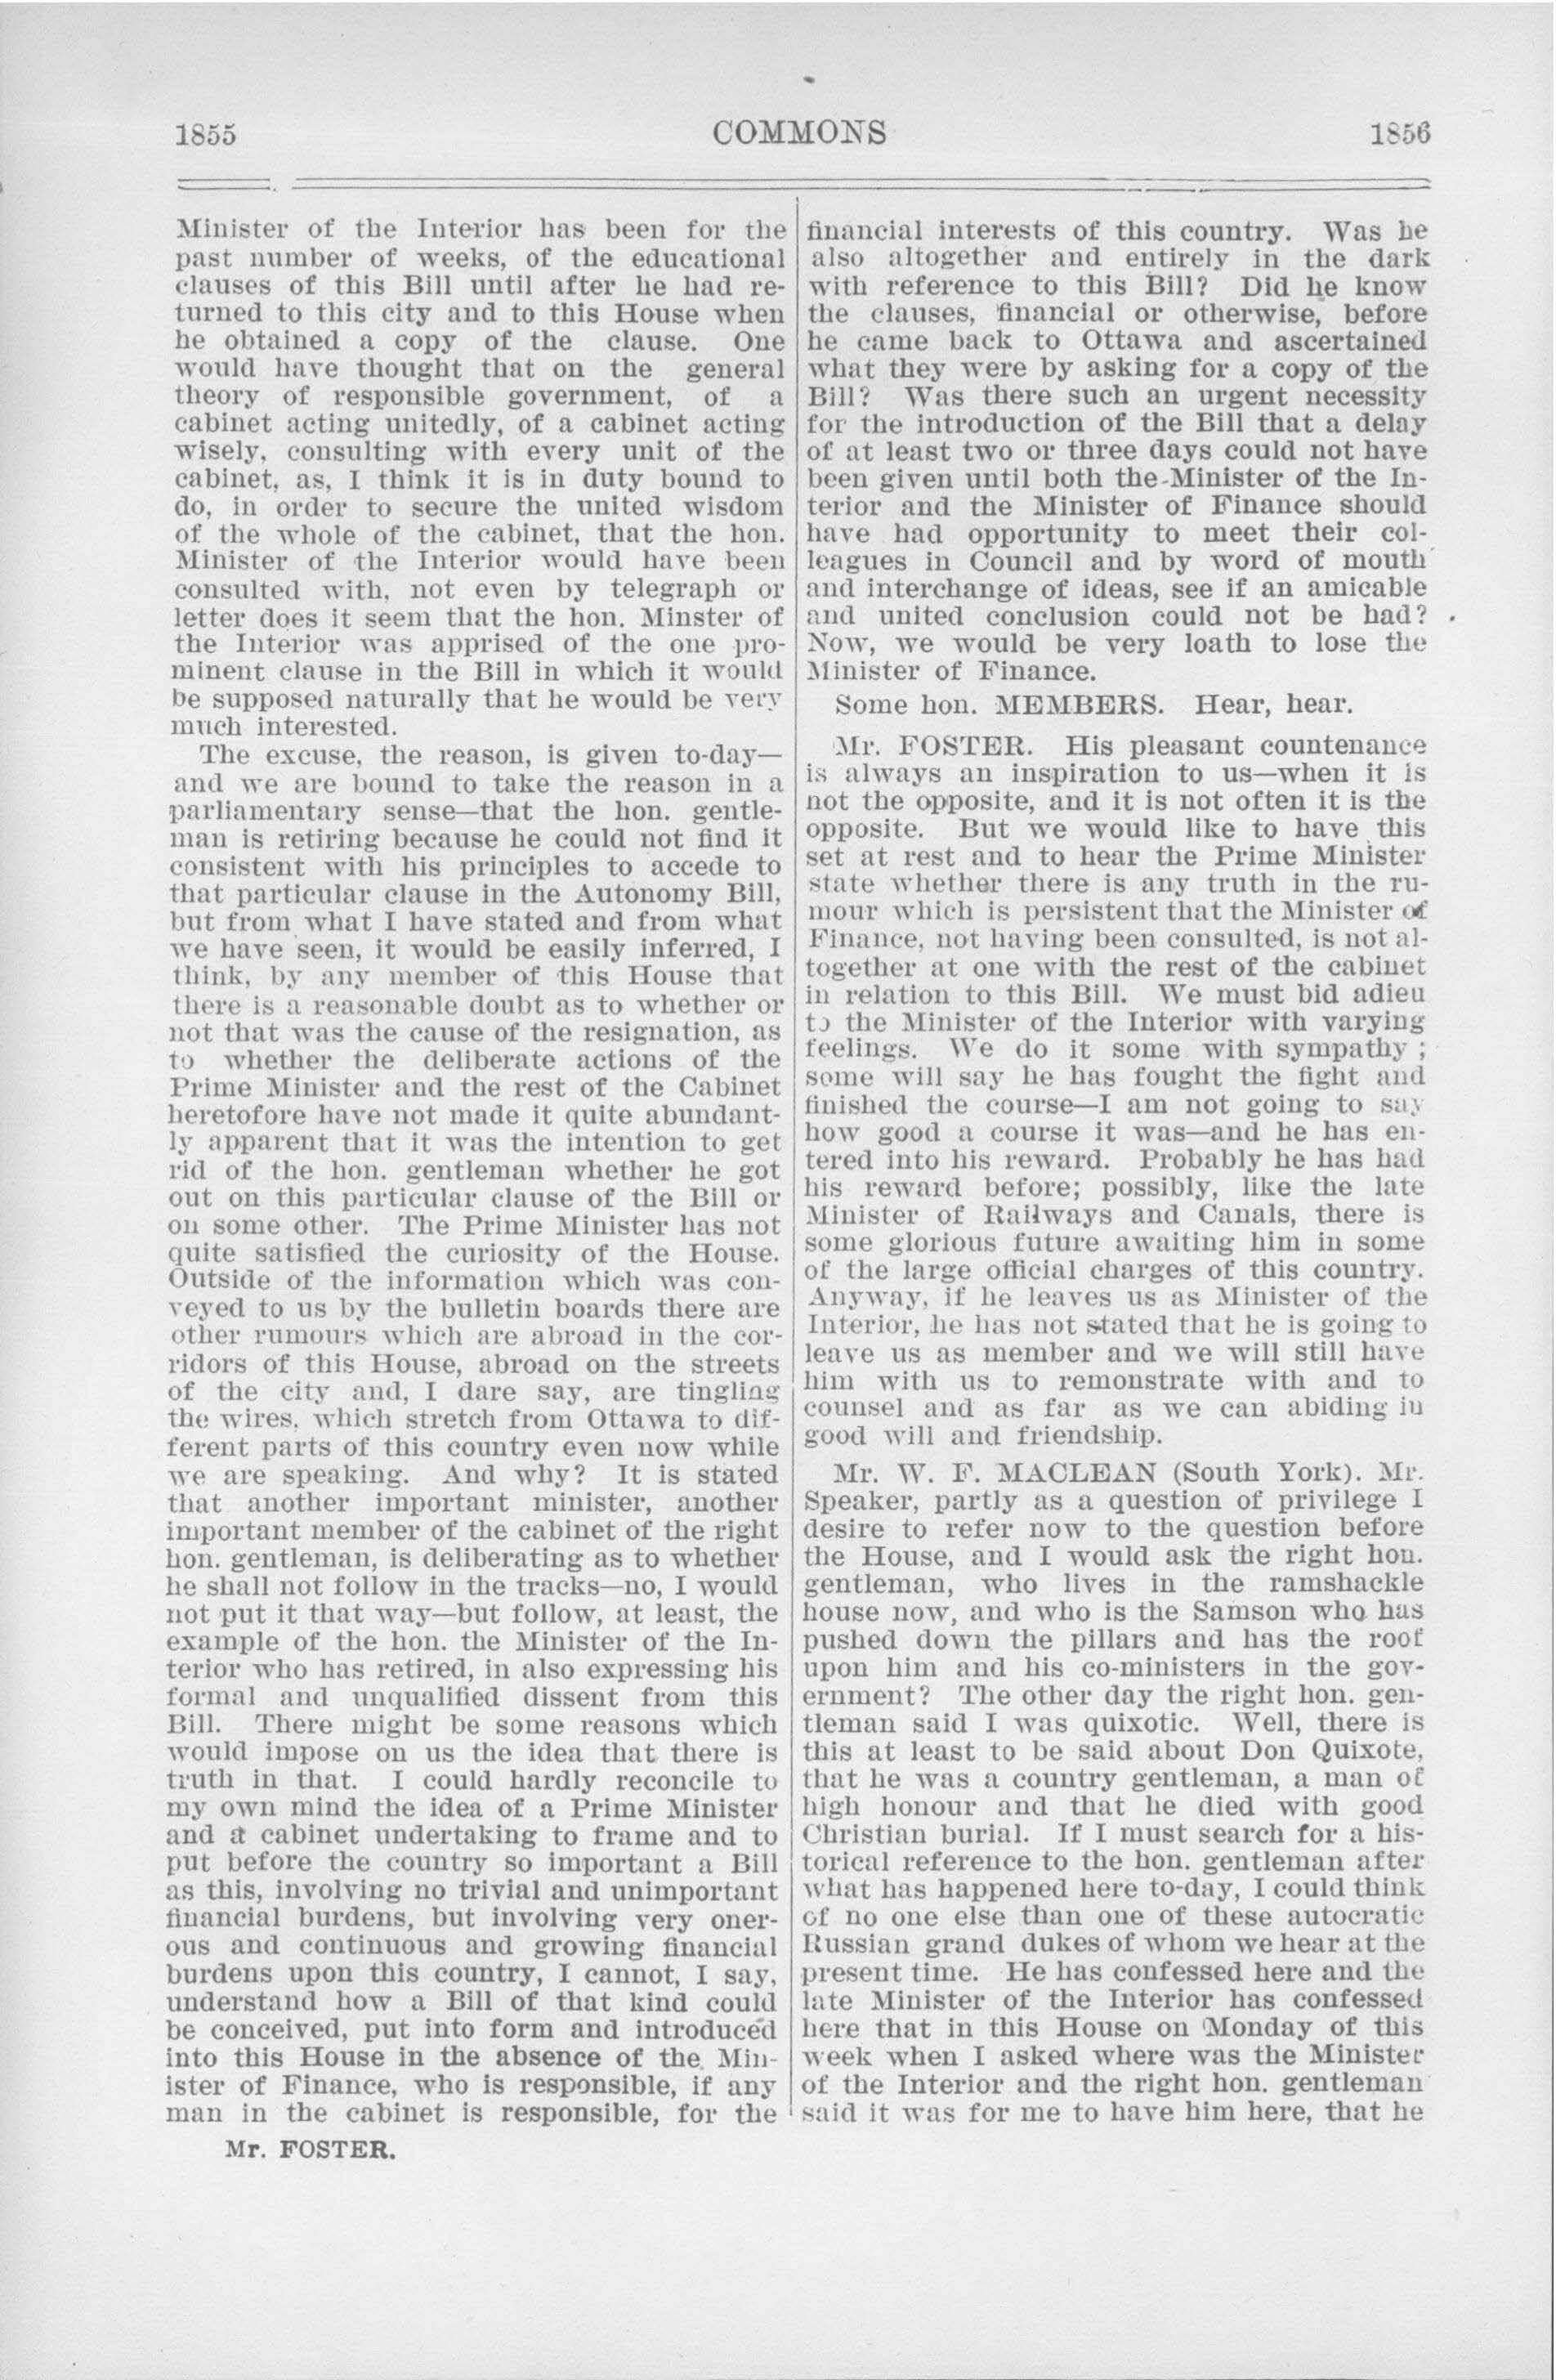 1855
COMMONS
1856
Minister of the Interior has been for the
past number of weeks, of the educational
clauses of this Bill until after he had re-
turned to this city and to this House when
he obtained a copy of the clause. One
would have thought that on the general
theory of responsible government, of a
cabinet acting unitedly, of a cabinet acting
wisely, consulting with every unit of the
cabinet, as, I think it is in duty bound to
do, in order to secure the united wisdom
of the whole of the cabinet, that the hon.
Minister of the Interior would have been
consulted with, not even by telegraph or
letter does it seem that the hon. Minster of
the Interior was apprised of the one pro-
minent clause in the Bill in which it would
be supposed naturally that he would be very
much interested.
The excuse, the reason, is given to-day—
and we are bound to take the reason in a
parliamentary sense—that the hon. gentle-
man is retiring because he could not find it
consistent with his principles to accede to
that particular clause in the Autonomy Bill,
but from what I have stated and from what
we have seen, it would be easily inferred, I
think, by any member of this House that
there is a reasonable doubt as to whether or
not that was the cause of the resignation, as
to whether the deliberate actions of the
Prime Minister and the rest of the Cabinet
heretofore have not made it quite abundant-
ly apparent that it was the intention to get
rid of the hon. gentleman whether he got
out on this particular clause of the Bill or
on some other. The Prime Minister has not
quite satisfied the curiosity of the House.
Outside of the information which was con-
veyed to us by the bulletin boards there are
other rumours which are abroad in the cor-
ridors of this House, abroad on the streets
of the city and, I dare say, are tingling
the wires, which stretch from Ottawa to dif-
ferent parts of this country even now while
we are speaking. And why? It is stated
that another important minister, another
important member of the cabinet of the right
hon. gentleman, is deliberating as to whether
he shall not follow in the tracks—no, I would
not put it that way—but follow, at least, the
example of the hon. the Minister of the In-
terior who has retired, in also expressing his
formal and unqualified dissent from this
Bill. There might be some reasons which
would impose on us the idea that there is
truth in that. I could hardly reconcile to
my own mind the idea of a Prime Minister
and a cabinet undertaking to frame and to
put before the country so important a Bill
as this, involving no trivial and unimportant
financial burdens, but involving very oner-
ous and continuous and growing financial
burdens upon this country, I cannot, I say,
understand how a Bill of that kind could
be conceived, put into form and introduced
into this House in the absence of the Min-
ister of Finance, who is responsible, if any
man in the cabinet is responsible, for the
Mr. FOSTER.
financial interests of this country. Was he
also altogether and entirely in the dark
with reference to this Bill? Did he know
the clauses, financial or otherwise, before
he came back to Ottawa and ascertained
what they were by asking for a copy of the
Bill? Was there such an urgent necessity
for the introduction of the Bill that a delay
of at least two or three days could not have
been given until both the Minister of the In-
terior and the Minister of Finance should
have had opportunity to meet their col-
leagues in Council and by word of mouth
and interchange of ideas, see if an amicable
and united conclusion could not be had?
Now, we would be very loath to lose the
Minister of Finance.
Some hon. MEMBERS. Hear, hear.
Mr. FOSTER. His pleasant countenance
is always an inspiration to us—when it is
not the opposite, and it is not often it is the
opposite. But we would like to have this
set at rest and to hear the Prime Minister
state whether there is any truth in the ru-
mour which is persistent that the Minister of
Finance, not having been consulted, is not al-
together at one with the rest of the cabinet
in relation to this Bill. We must bid adieu
to the Minister of the Interior with varying
feelings. We do it some with sympathy ;
some will say he has fought the fight and
finished the course—I am not going to say
how good a course it was—and he has en-
tered into his reward. Probably he has had
his reward before; possibly, like the late
Minister of Railways and Canals, there is
some glorious future awaiting him in some
of the large official charges of this country.
Anyway, if he leaves us as Minister of the
Interior, he has not stated that he is going to
leave us as member and we will still have
him with us to remonstrate with and to
counsel and as far as we can abiding in
good will and friendship.
Mr. W. F. MACLEAN (South York). Mr.
Speaker, partly as a question of privilege I
desire to refer now to the question before
the House, and I would ask the right hon.
gentleman, who lives in the ramshackle
house now, and who is the Samson who has
pushed down the pillars and has the roof
upon him and his co-ministers in the gov-
ernment? The other day the right hon. gen-
tleman said I was quixotic. Well, there is
this at least to be said about Don Quixote,
that he was a country gentleman, a man of
high honour and that he died with good
Christian burial. If I must search for a his-
torical reference to the hon. gentleman after
what has happened here to-day, I could think
of no one else than one of these autocratic
Russian grand dukes of whom we hear at the
present time. He has confessed here and the
late Minister of the Interior has confessed
here that in this House on Monday of this
week when I asked where was the Minister
of the Interior and the right hon. gentleman
said it was for me to have him here, that he